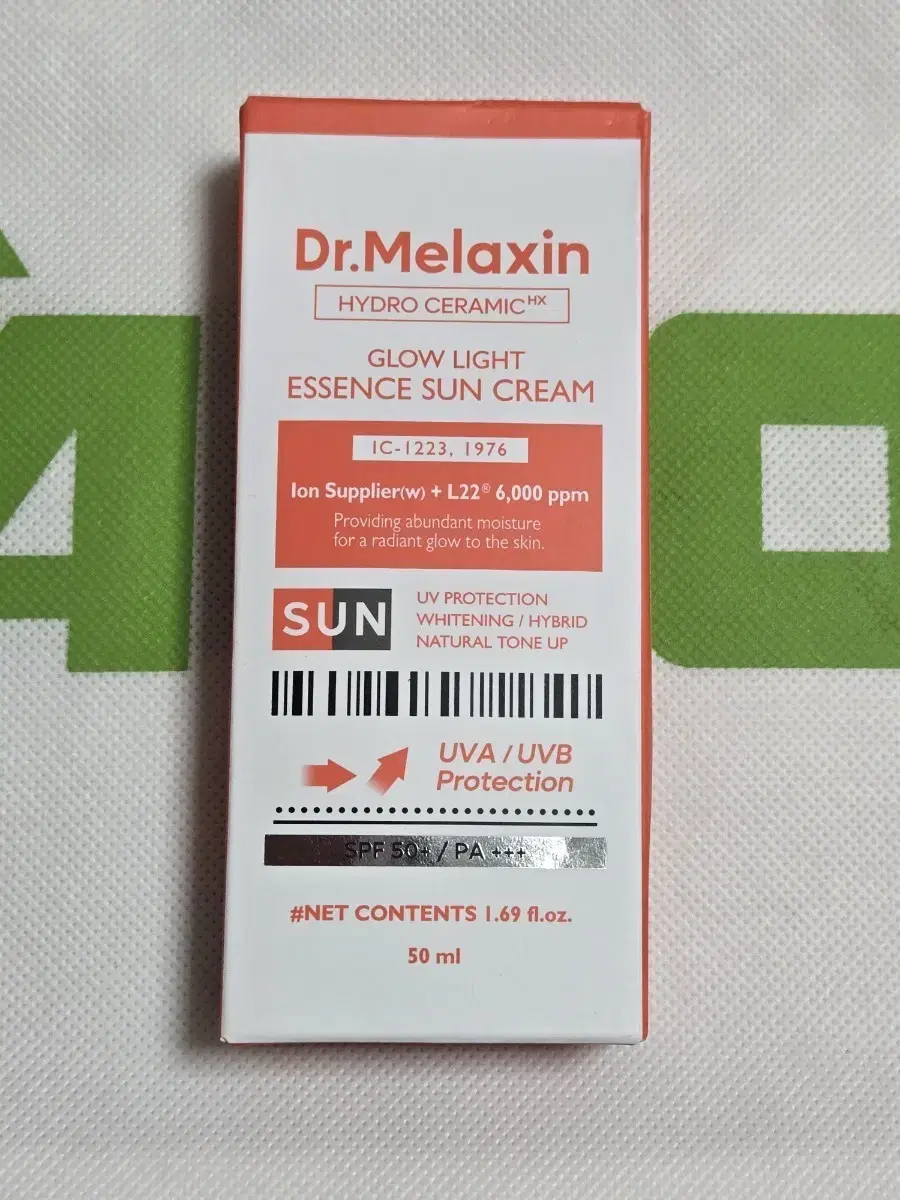 Dr.Melaxin
HYDRO CERAMIC HX
GLOW LIGHT
ESSENCE SUN CREAM
IC-1223, 1976
Ion Supplier(w) + L22® 6,000 ppm
Providing abundant moisture
for a radiant glow to the skin.
SUN
UV PROTECTION
WHITENING / HYBRID
NATURAL TONE UP
UVA / UVB
Protection
SPF 50+ / PA +++
#NET CONTENTS 1.69 fl.oz.
50 ml